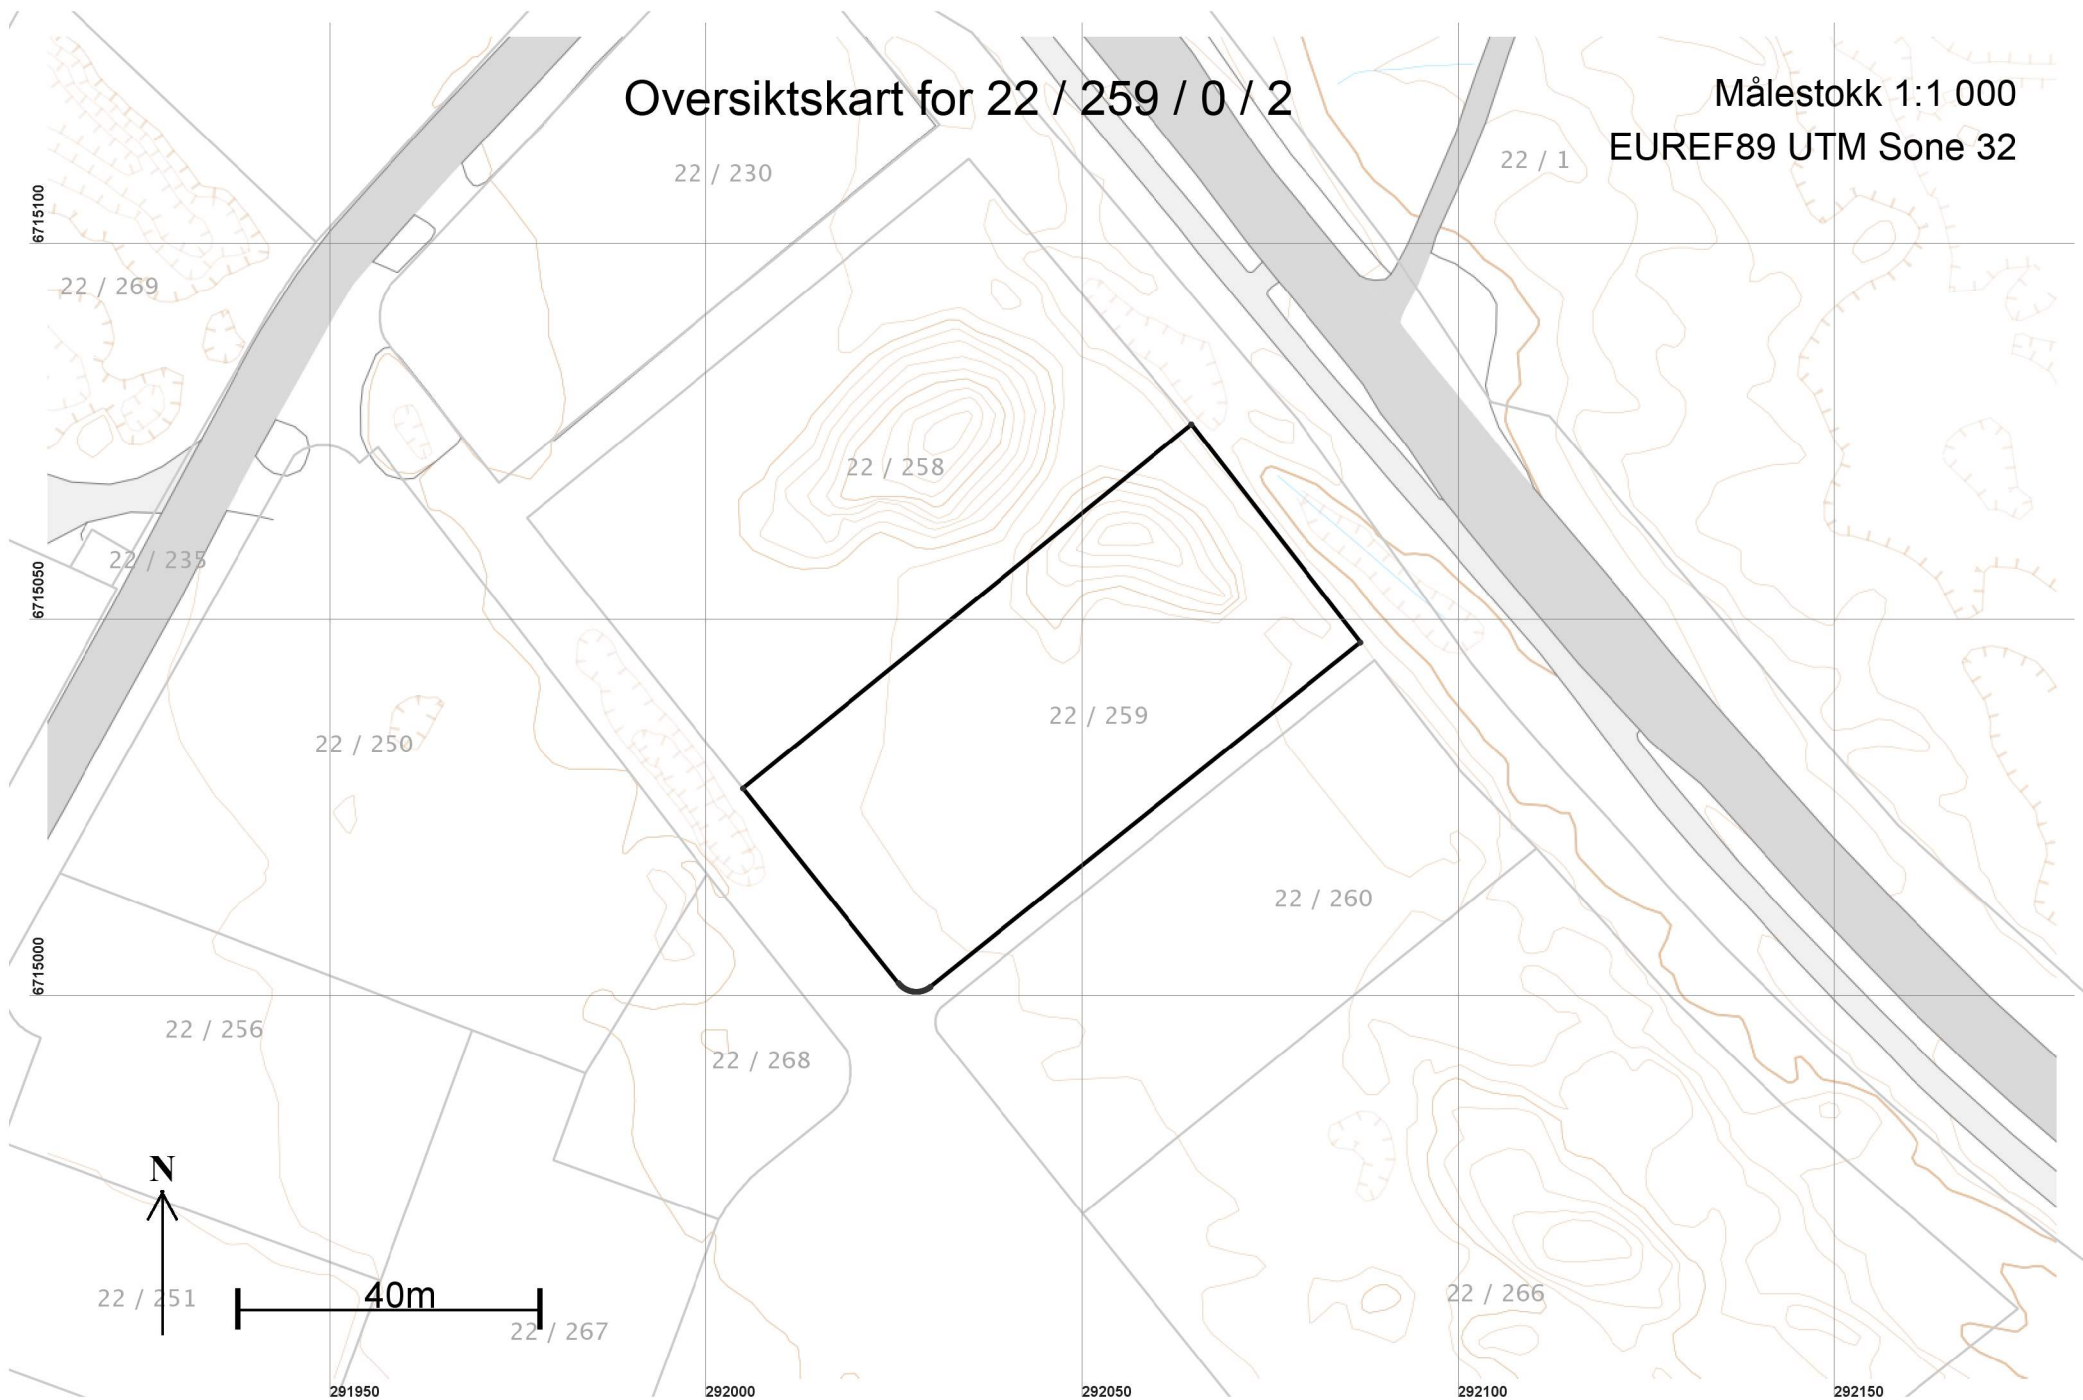 Oversiktskart for 22 / 259 / 0 / 2
Målestokk 1:1 000
EUREF89 UTM Sone 32
22 / 230
22 / 1
6715100
22 / 269
22 / 258
22 / 235
6715050
22 / 259
22 / 250
22 / 260
6715000
22 / 256
22 / 268
N
22 / 251
40m
22 / 267
22 / 266
291950
292000
292050
292100
292150